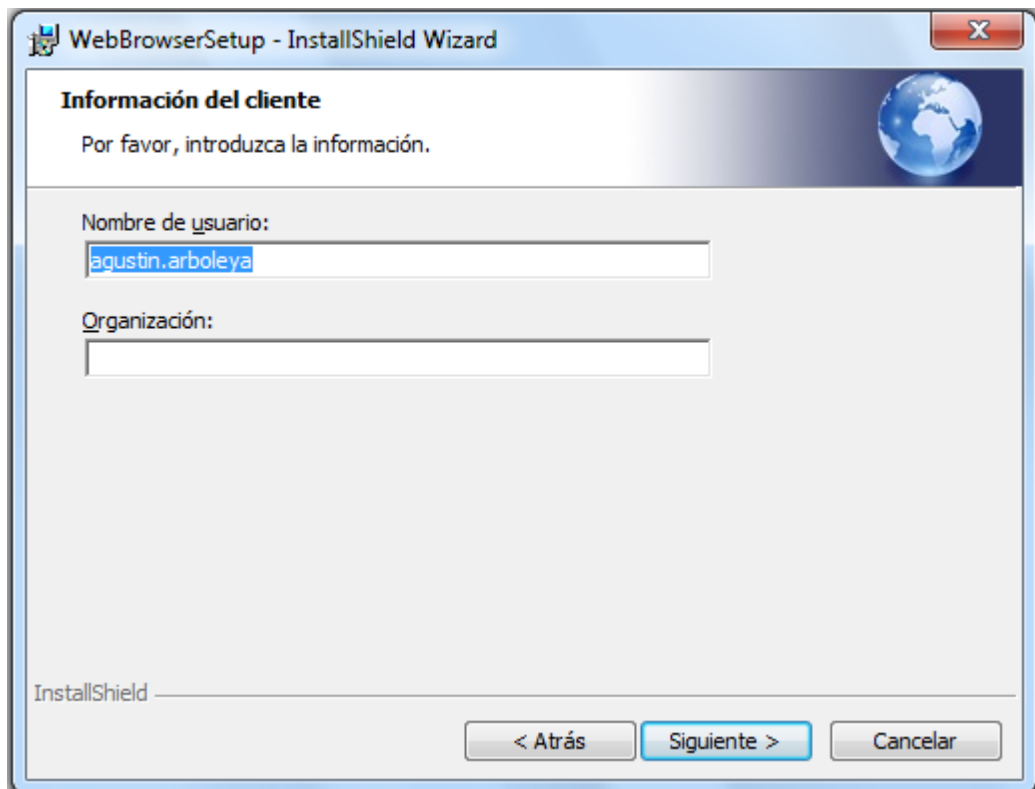 WebBrowserSetup - InstallShield Wizard
Información del cliente
Por favor, introduzca la información.
Nombre de usuario:
agustin.arboleya
Organización:
InstallShield
< Atrás
Siguiente >
Cancelar